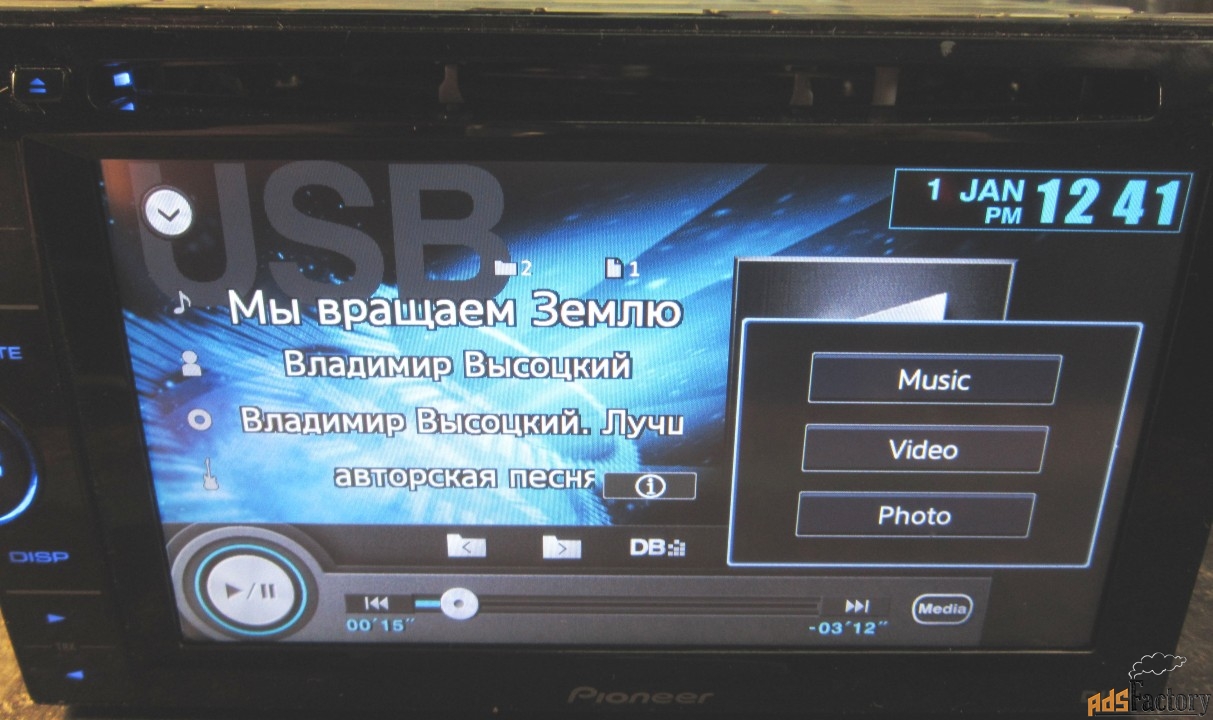 USB
1 JAN
PM 12 41
2 1
Мы вращаем Землю
Владимир Высоцкий
Владимир Высоцкий. Лучш
авторская песня
Music
Video
Photo
DB
00'15"
-03'12"
Media
DISP
TRK
Pioneer
AdsFactory